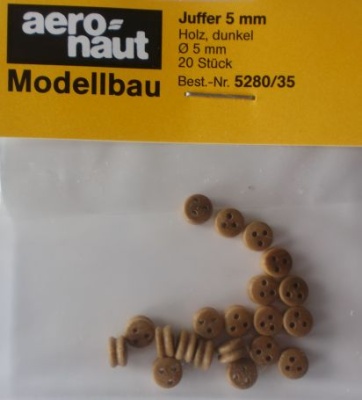 aero-
naut
Modellbau
Juffer 5 mm
Holz, dunkel
Ø 5 mm
20 Stück
Best.-Nr. 5280/35